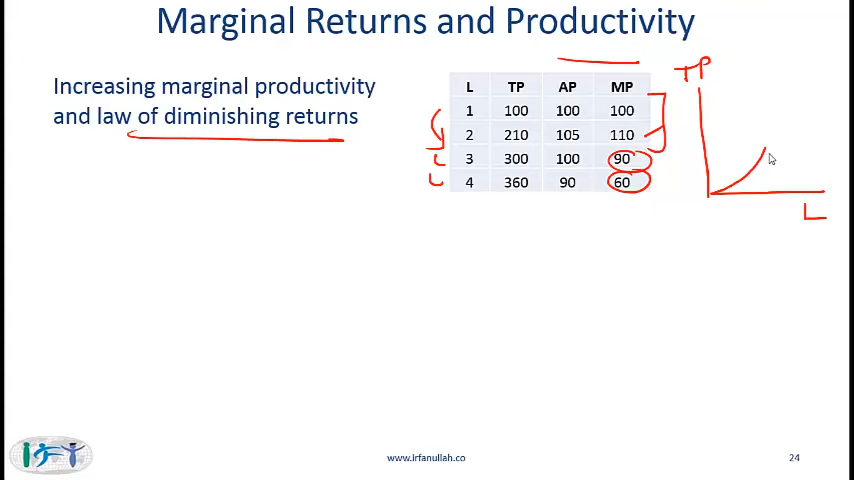 Marginal Returns and Productivity
Increasing marginal productivity
and law of diminishing returns
L TP AP MP
1 100 100 100
2 210 105 110
3 300 100 90
4 360 90 60
TP
L
www.irfanullah.co
24